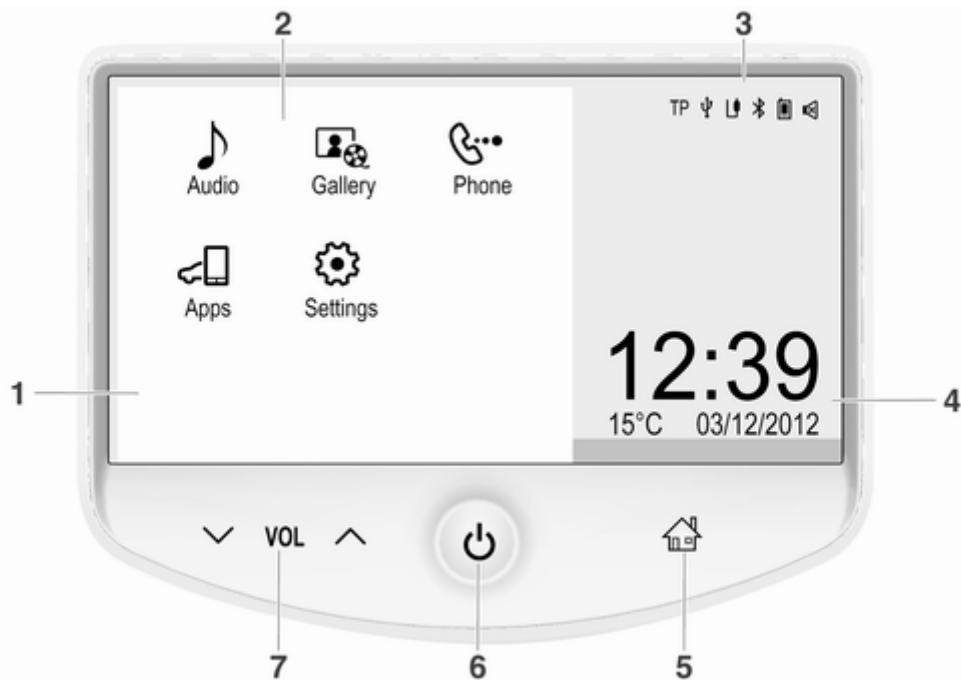 2 3
TP
Audio Gallery Phone
Apps Settings
12:39
1 4
15°C 03/12/2012
VOL
7 6 5